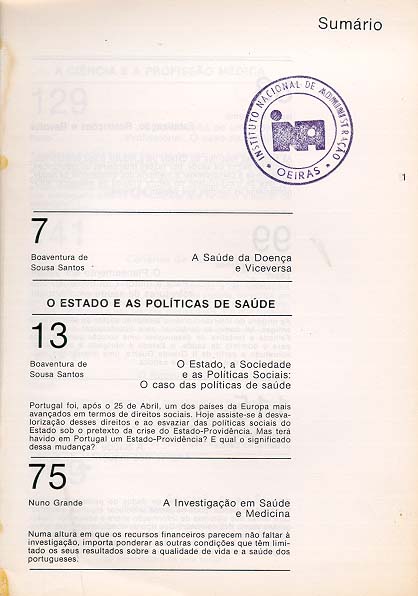 Sumário
INSTITUTO NACIONAL DE ADMINISTRAÇÃO
INA
OEIRAS
1
7
Boaventura de
Sousa Santos
A Saúde da Doença
e Viceversa
O ESTADO E AS POLÍTICAS DE SAÚDE
13
Boaventura de
Sousa Santos
O Estado, a Sociedade
e as Políticas Sociais:
O caso das políticas de saúde
Portugal foi, após o 25 de Abril, um dos países da Europa mais
avançados em termos de direitos sociais. Hoje assiste-se à desva-
lorização desses direitos e ao esvaziar das políticas sociais do
Estado sob o pretexto da crise do Estado-Providência. Mas terá
havido em Portugal um Estado-Providência? E qual o significado
dessa mudança?
75
Nuno Grande
A Investigação em Saúde
e Medicina
Numa altura em que os recursos financeiros parecem não faltar à
investigação, importa ponderar as outras condições que têm limi-
tado os seus resultados sobre a qualidade de vida e a saúde dos
portugueses.